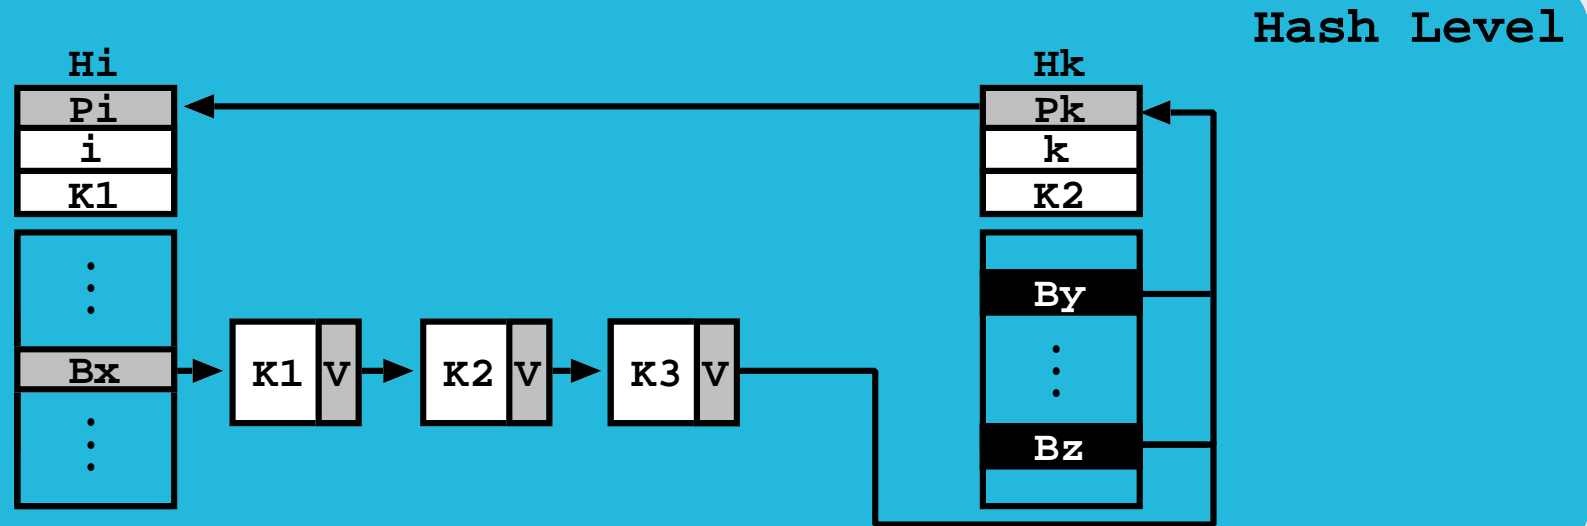 Hash Level
Hi
Pi
i
K1
Bx
K1 V
K2 V
K3 V
Hk
Pk
k
K2
By
Bz